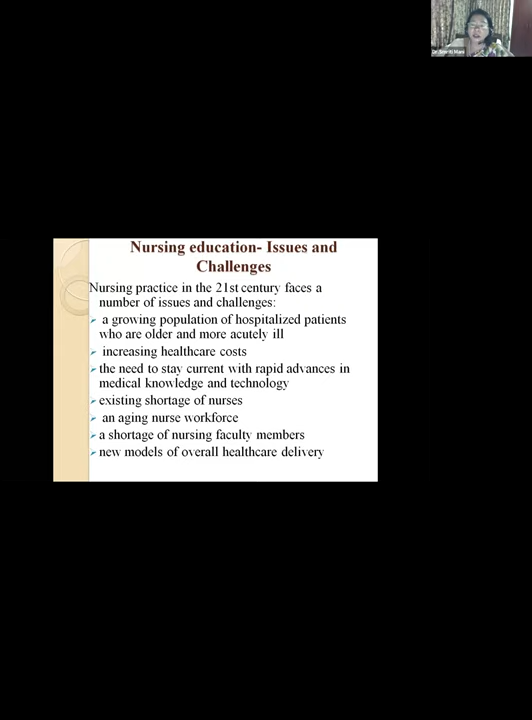 Nursing education- Issues and
Challenges
Nursing practice in the 21st century faces a
number of issues and challenges:
a growing population of hospitalized patients
who are older and more acutely ill
increasing healthcare costs
the need to stay current with rapid advances in
medical knowledge and technology
existing shortage of nurses
an aging nurse workforce
a shortage of nursing faculty members
new models of overall healthcare delivery